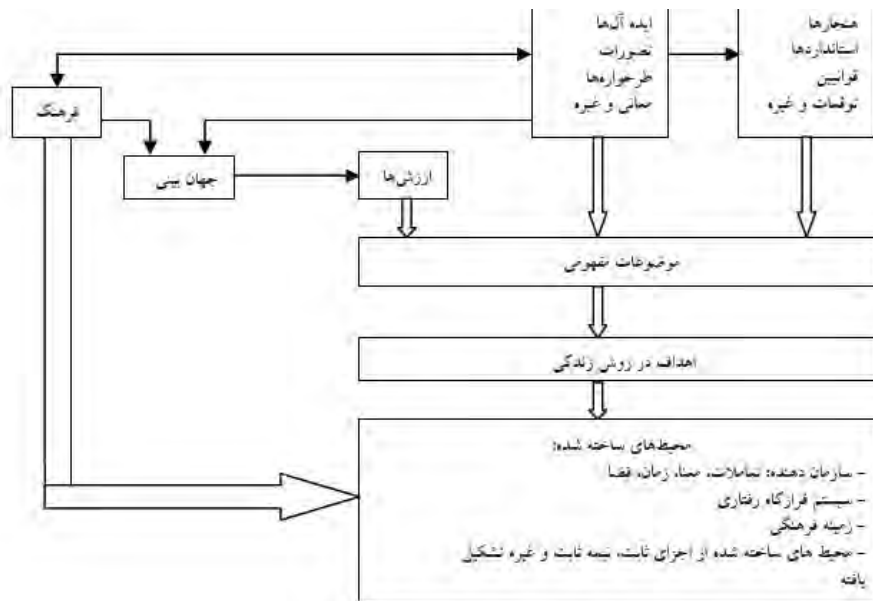 هنجارها
استانداردها
قوانین
توقعات و غیره
ایده آل‌ها
تصورات
طرحواره‌ها
معانی و غیره
فرهنگ
جهان بینی
ارزش‌ها
موضوعات مفهومی
اهداف در روش زندگی
محیط‌های ساخته شده:
– سازمان دهنده: تعاملات، معنا، زمان، فضا
– سیستم قرارگاه رفتاری
– زمینه فرهنگی
– محیط های ساخته شده از اجزای ثابت، نیمه ثابت و غیره تشکیل
یافته